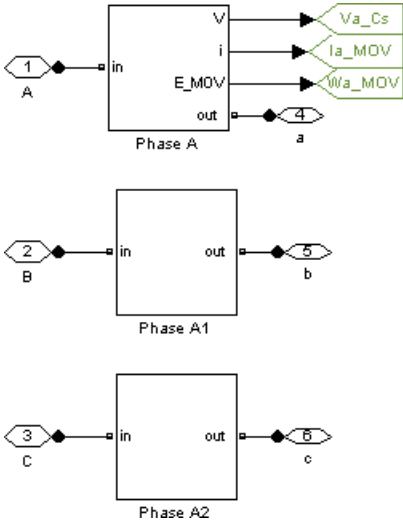 V Va_Cs
1 in i Ia_MOV
A E_MOV Wa_MOV
out 4
Phase A a
2 in out 5
B b
Phase A1
3 in out 6
C c
Phase A2